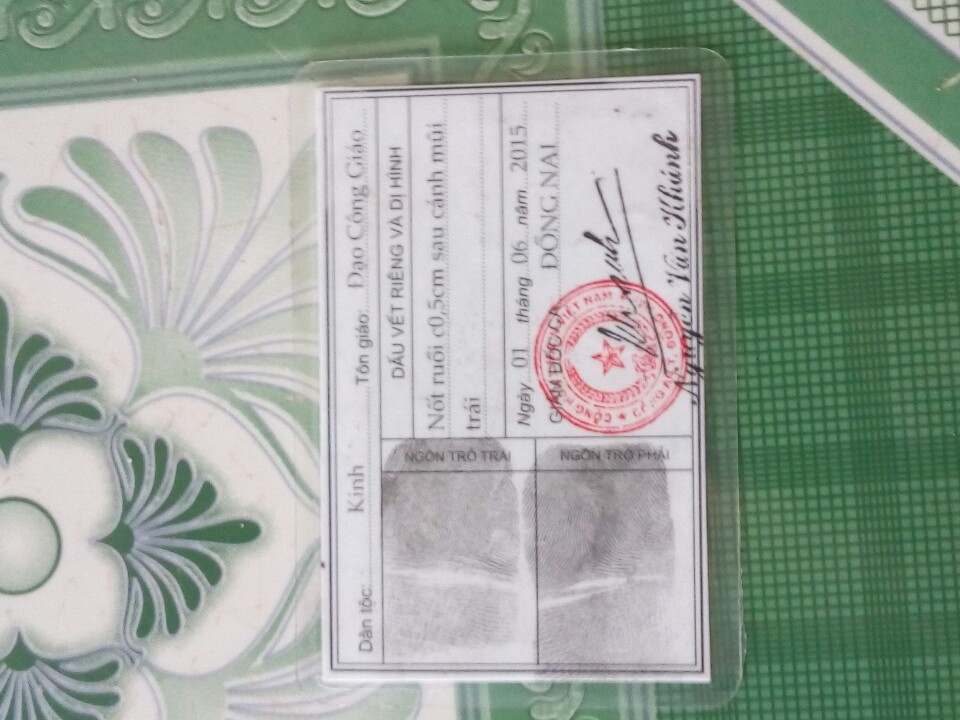 Dân tộc: Kinh Tôn giáo: Đạo Công Giáo
DẤU VẾT RIÊNG VÀ DỊ HÌNH
Nốt ruồi c0,5cm sau cánh mũi
trái
Ngày 01 tháng 06 năm 2015
GIÁM ĐỐC CA ĐỒNG NAI
Nguyễn Văn Khánh
NGÓN TRỎ TRÁI
NGÓN TRỎ PHẢI